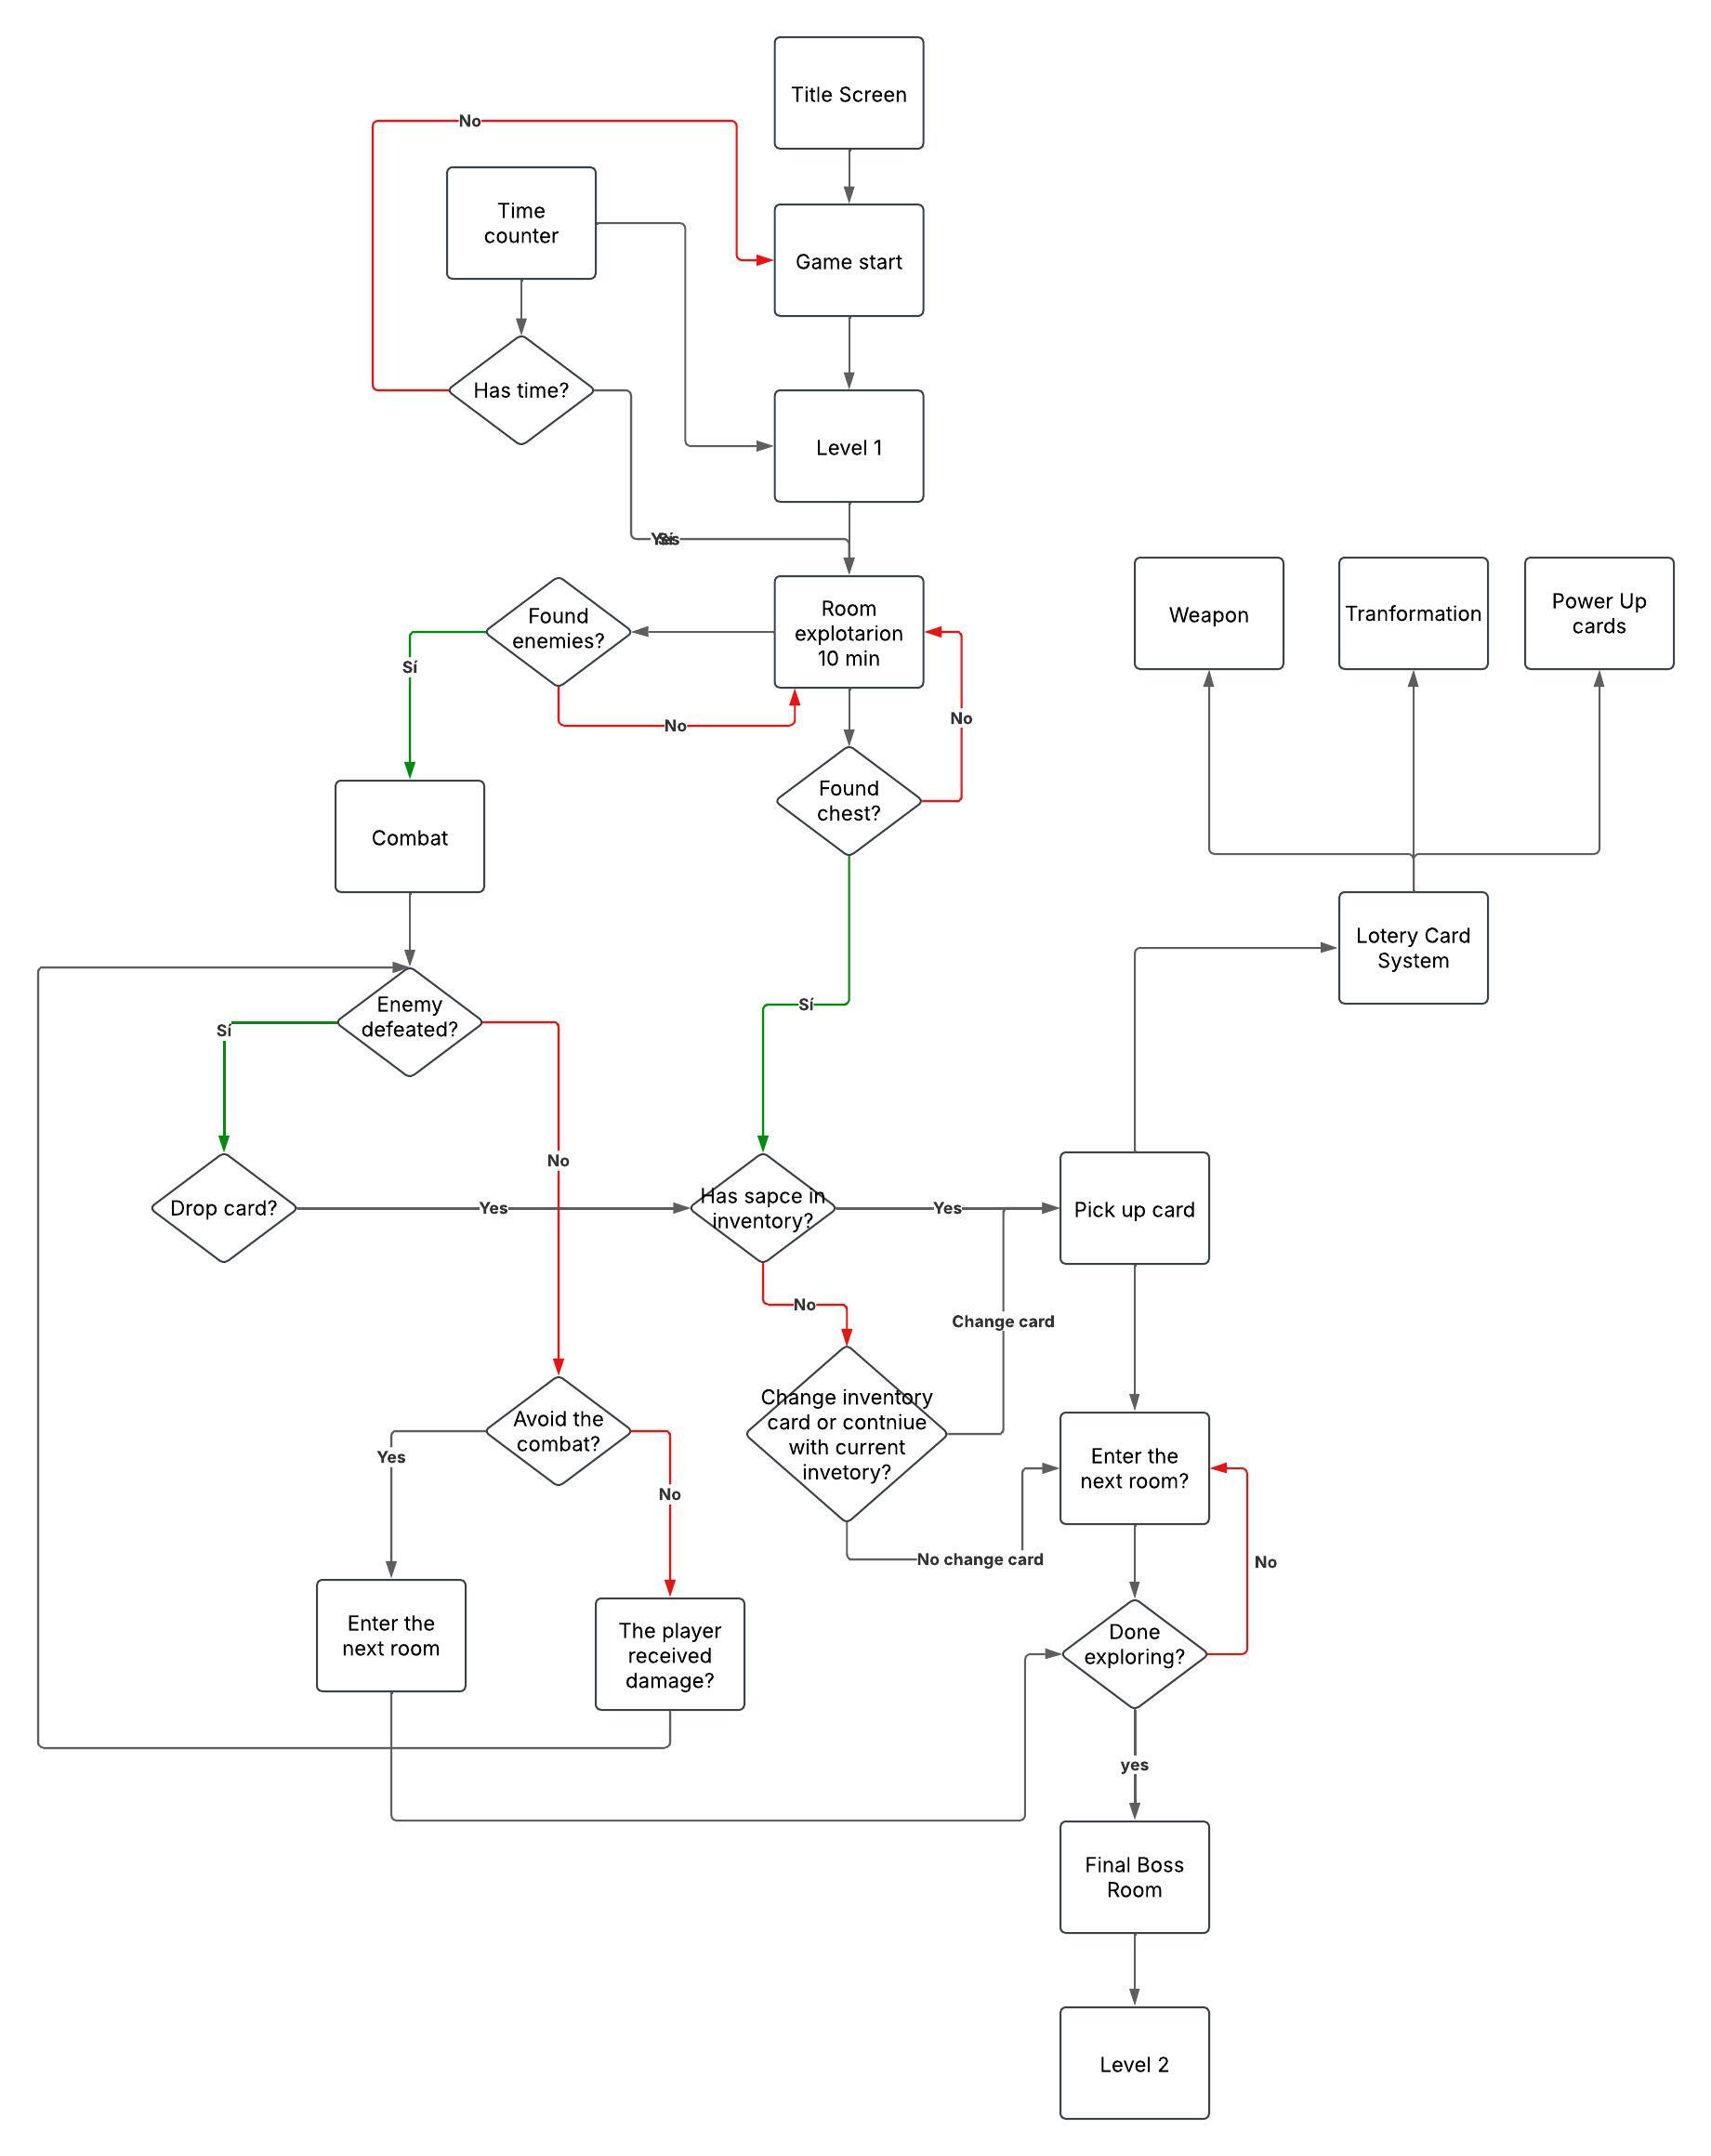 Title Screen
No
Time
counter
Game start
Has time?
Level 1
Yes
Sí
Found
enemies?
Room
explotarion
10 min
Weapon
Tranformation
Power Up
cards
Sí
No
No
Found
chest?
Combat
Lotery Card
System
Sí
Enemy
defeated?
Sí
No
Drop card?
Yes
Has sapce in
inventory?
Yes
Pick up card
No
Change card
Change inventory
card or contniue
with current
invetory?
Avoid the
combat?
Yes
No
Enter the
next room?
No change card
No
Enter the
next room
The player
received
damage?
Done
exploring?
yes
Final Boss
Room
Level 2